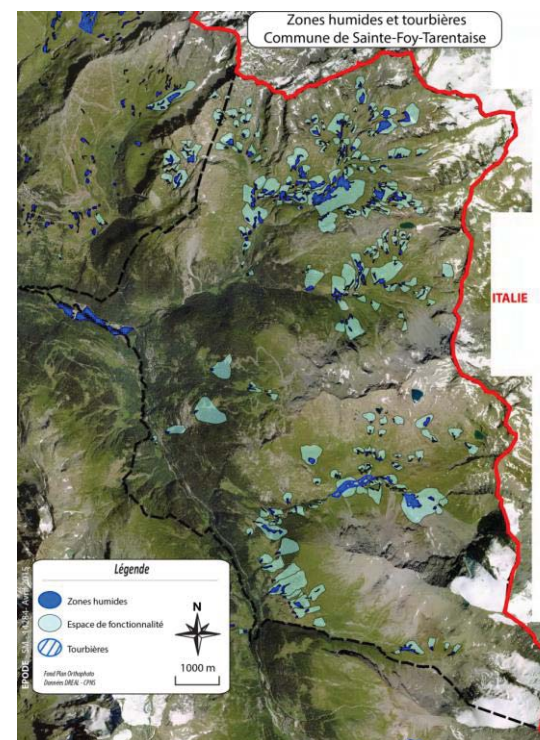 Zones humides et tourbières
Commune de Sainte-Foy-Tarentaise
ITALIE
Légende
Zones humides
Espace de fonctionnalité
Tourbières
N
1000 m
Fond Plan Orthophoto
Données DREAL - CPNS